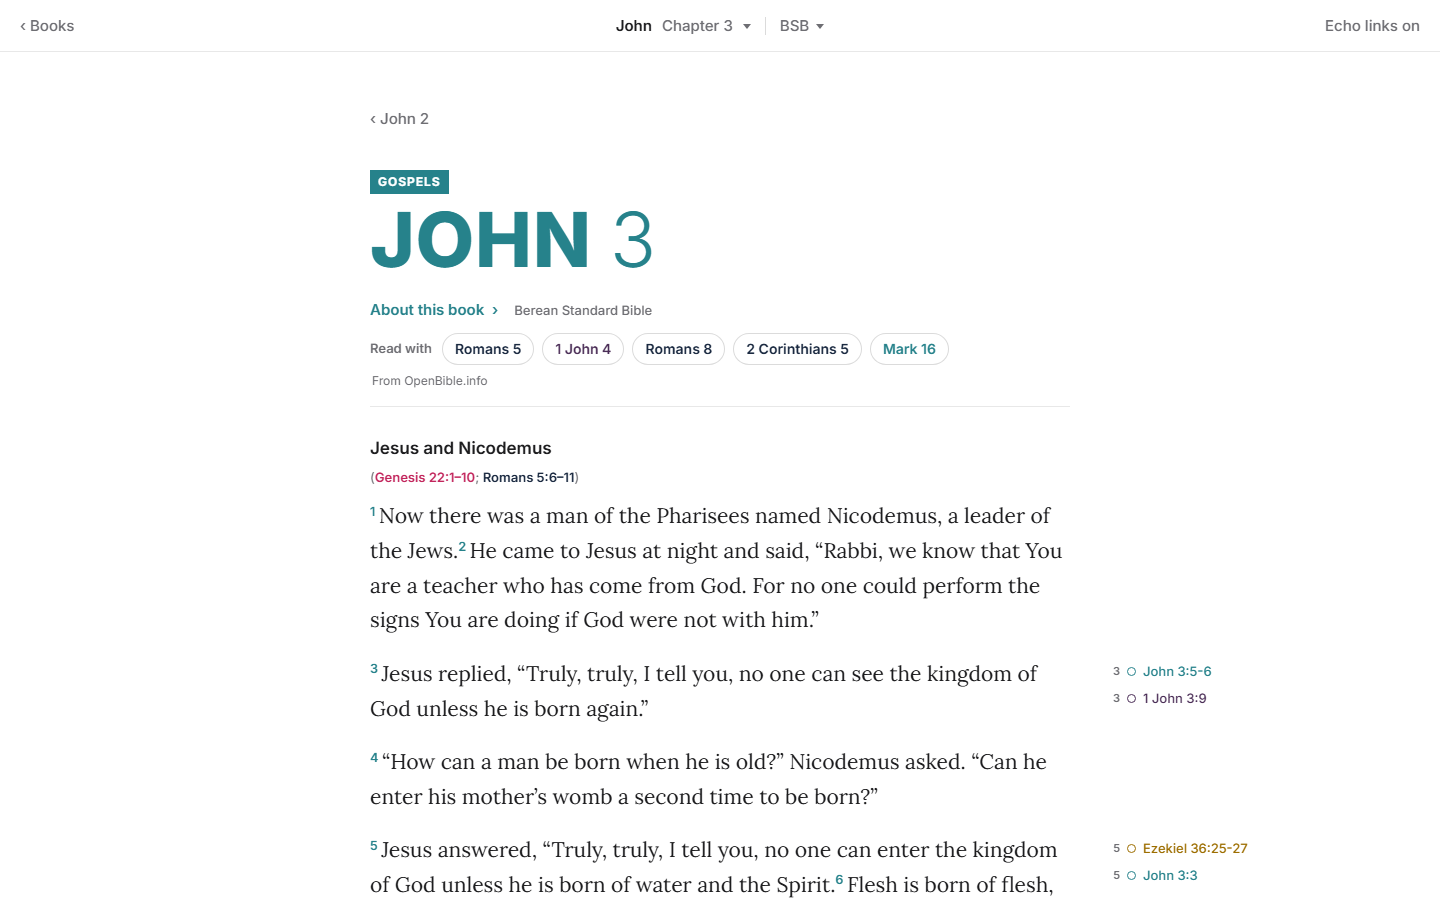 ‹ Books
John Chapter 3 BSB
Echo links on
‹ John 2
GOSPELS
JOHN 3
About this book › Berean Standard Bible
Read with Romans 5 1 John 4 Romans 8 2 Corinthians 5 Mark 16
From OpenBible.info
Jesus and Nicodemus
(Genesis 22:1–10; Romans 5:6–11)
1 Now there was a man of the Pharisees named Nicodemus, a leader of
the Jews. 2 He came to Jesus at night and said, “Rabbi, we know that You
are a teacher who has come from God. For no one could perform the
signs You are doing if God were not with him.”
3 Jesus replied, “Truly, truly, I tell you, no one can see the kingdom of
God unless he is born again.”
3 John 3:5-6
3 1 John 3:9
4 “How can a man be born when he is old?” Nicodemus asked. “Can he
enter his mother’s womb a second time to be born?”
5 Jesus answered, “Truly, truly, I tell you, no one can enter the kingdom
of God unless he is born of water and the Spirit. 6 Flesh is born of flesh,
5 Ezekiel 36:25-27
5 John 3:3